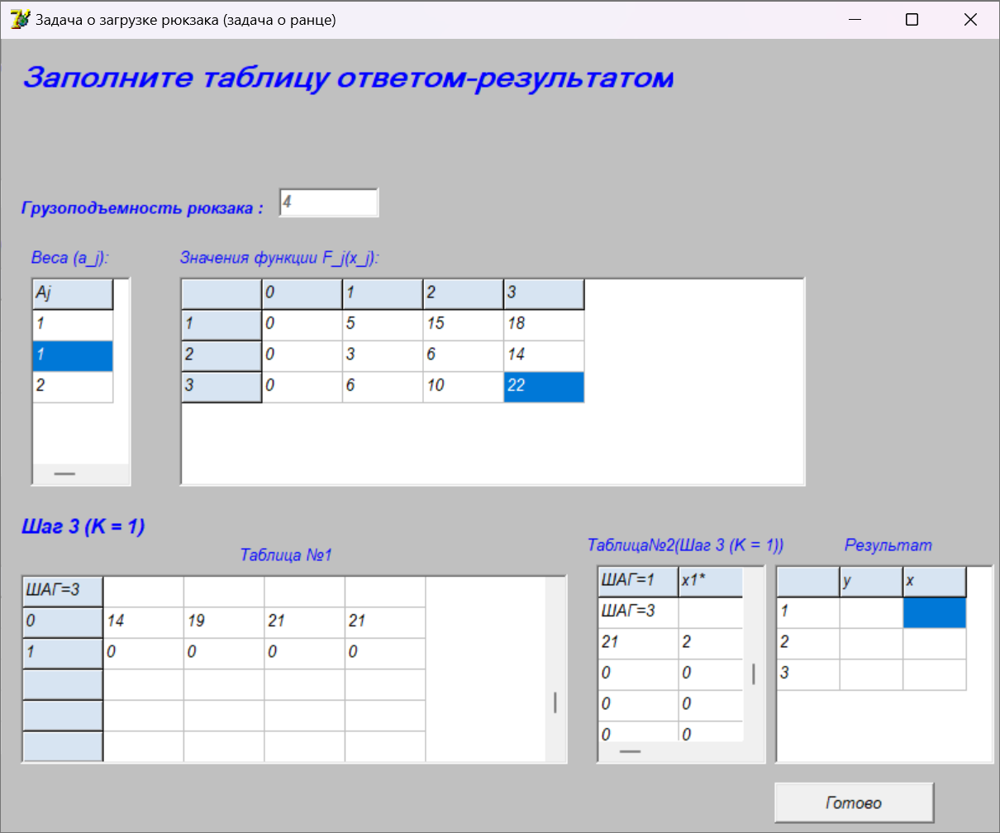 Задача о загрузке рюкзака (задача о ранце)
Заполните таблицу ответом-результатом
Грузоподъемность рюкзака : 4
Веса (a_j):
Aj
1
1
2
Значения функции F_j(x_j):
0 1 2 3
1 0 5 15 18
2 0 3 6 14
3 0 6 10 22
Шаг 3 (K = 1)
Таблица №1
ШАГ=3
0 14 19 21 21
1 0 0 0 0
Таблица№2(Шаг 3 (K = 1))
ШАГ=1 x1*
ШАГ=3
21 2
0 0
0 0
0 0
Результат
y x
1
2
3
Готово